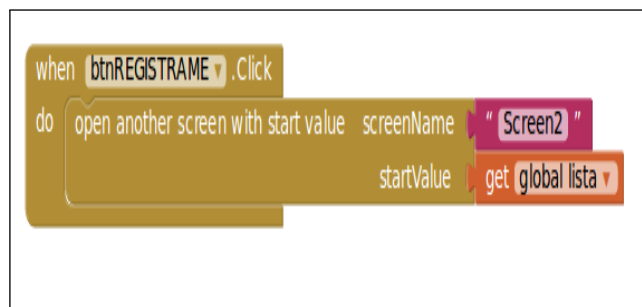 when btnREGISTRAME .Click
do open another screen with start value screenName " Screen2 "
startValue get global lista